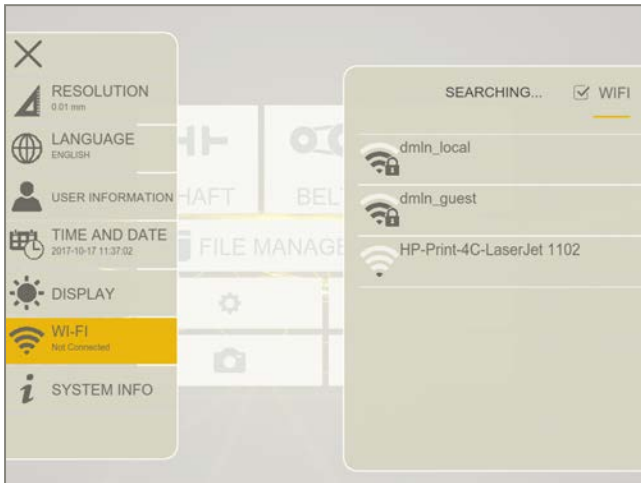 RESOLUTION
0.01 mm
LANGUAGE
ENGLISH
USER INFORMATION
TIME AND DATE
2017-10-17 11:37:02
DISPLAY
WI-FI
Not Connected
SYSTEM INFO
HAFT
BEL
FILE MANAGE
SEARCHING...
WIFI
dmln_local
dmln_guest
HP-Print-4C-LaserJet 1102